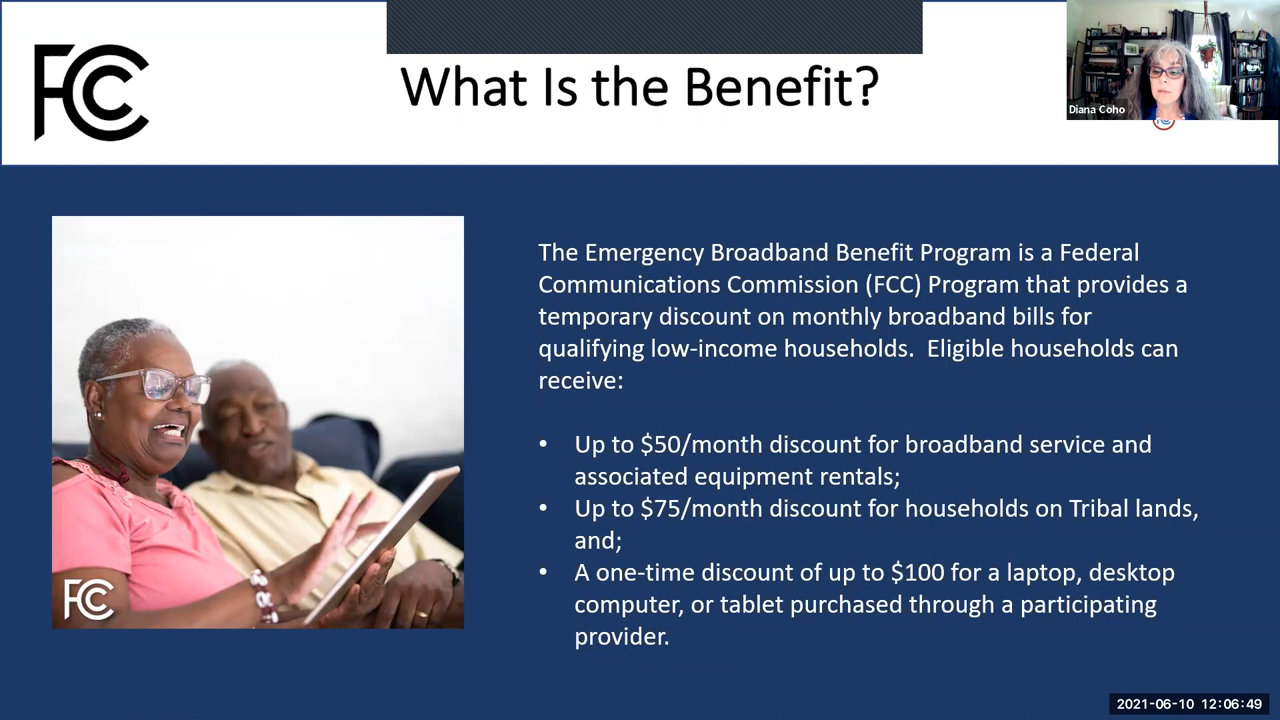 FCC
What Is the Benefit?
Diana Coho
The Emergency Broadband Benefit Program is a Federal
Communications Commission (FCC) Program that provides a
temporary discount on monthly broadband bills for
qualifying low-income households.  Eligible households can
receive:
• Up to $50/month discount for broadband service and
associated equipment rentals;
• Up to $75/month discount for households on Tribal lands,
and;
• A one-time discount of up to $100 for a laptop, desktop
computer, or tablet purchased through a participating
provider.
FCC
2021-06-10 12:06:49